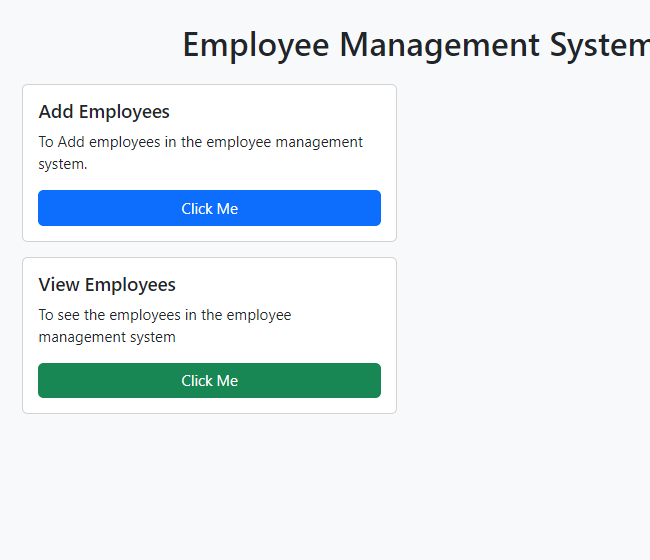 Employee Management System
Add Employees
To Add employees in the employee management
system.
Click Me
View Employees
To see the employees in the employee
management system
Click Me